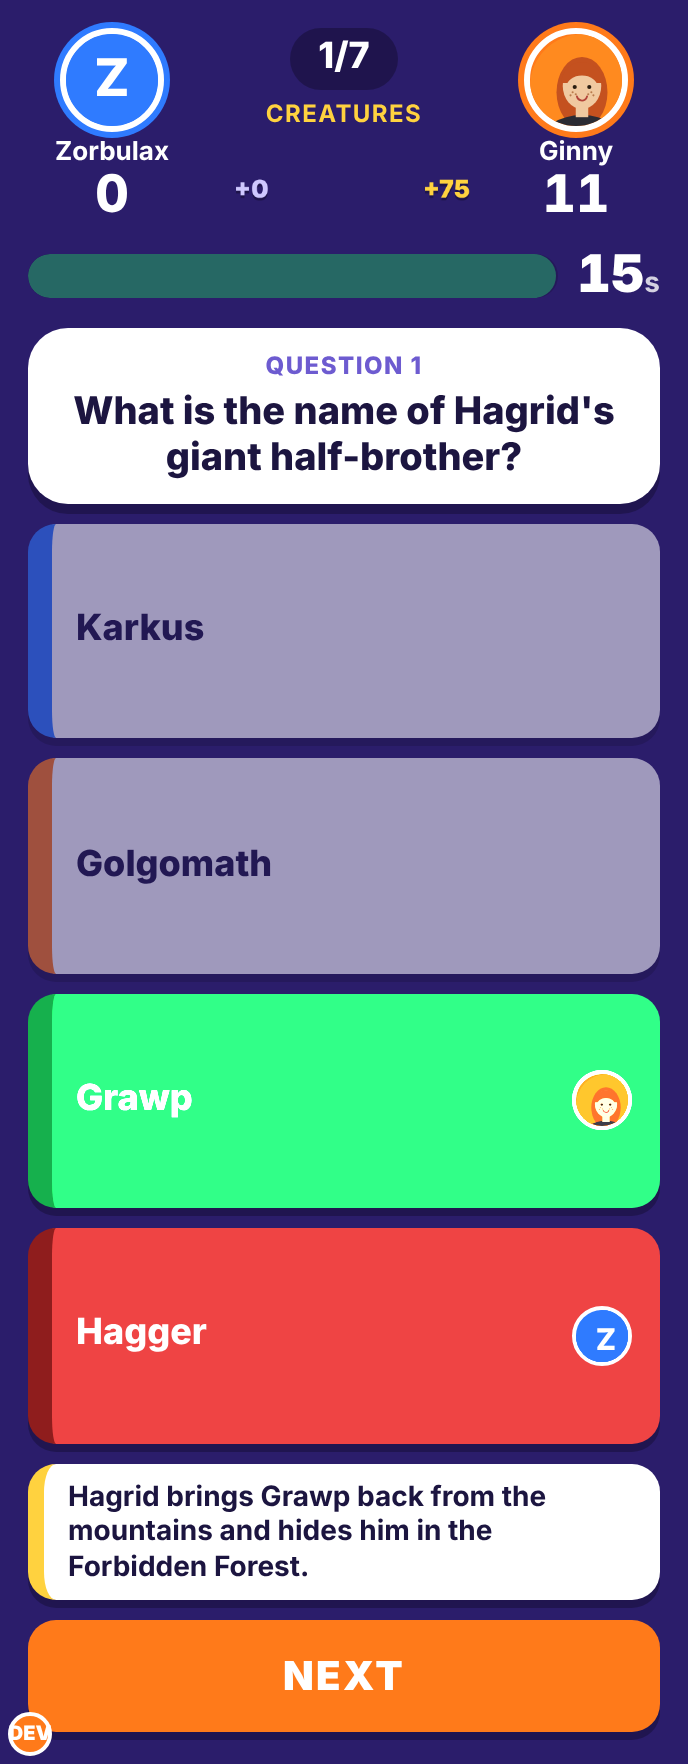 Z
1/7
CREATURES
Zorbulax
Ginny
0
+0
+75
11
15s
QUESTION 1
What is the name of Hagrid's
giant half-brother?
Karkus
Golgomath
Grawp
Hagger
Z
Hagrid brings Grawp back from the
mountains and hides him in the
Forbidden Forest.
NEXT
DEV